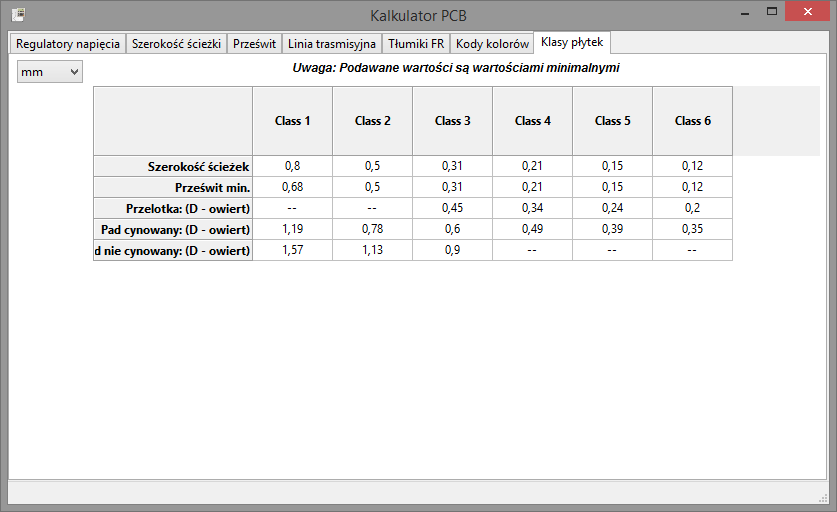 Kalkulator PCB
Regulatory napięcia Szerokość ścieżki Prześwit Linia trasmisyjna Tłumiki FR Kody kolorów Klasy płytek
mm Uwaga: Podawane wartości są wartościami minimalnymi
Class 1 Class 2 Class 3 Class 4 Class 5 Class 6
Szerokość ścieżek 0,8 0,5 0,31 0,21 0,15 0,12
Prześwit min. 0,68 0,5 0,31 0,21 0,15 0,12
Przelotka: (D - owiert) -- -- 0,45 0,34 0,24 0,2
Pad cynowany: (D - owiert) 1,19 0,78 0,6 0,49 0,39 0,35
d nie cynowany: (D - owiert) 1,57 1,13 0,9 -- -- --